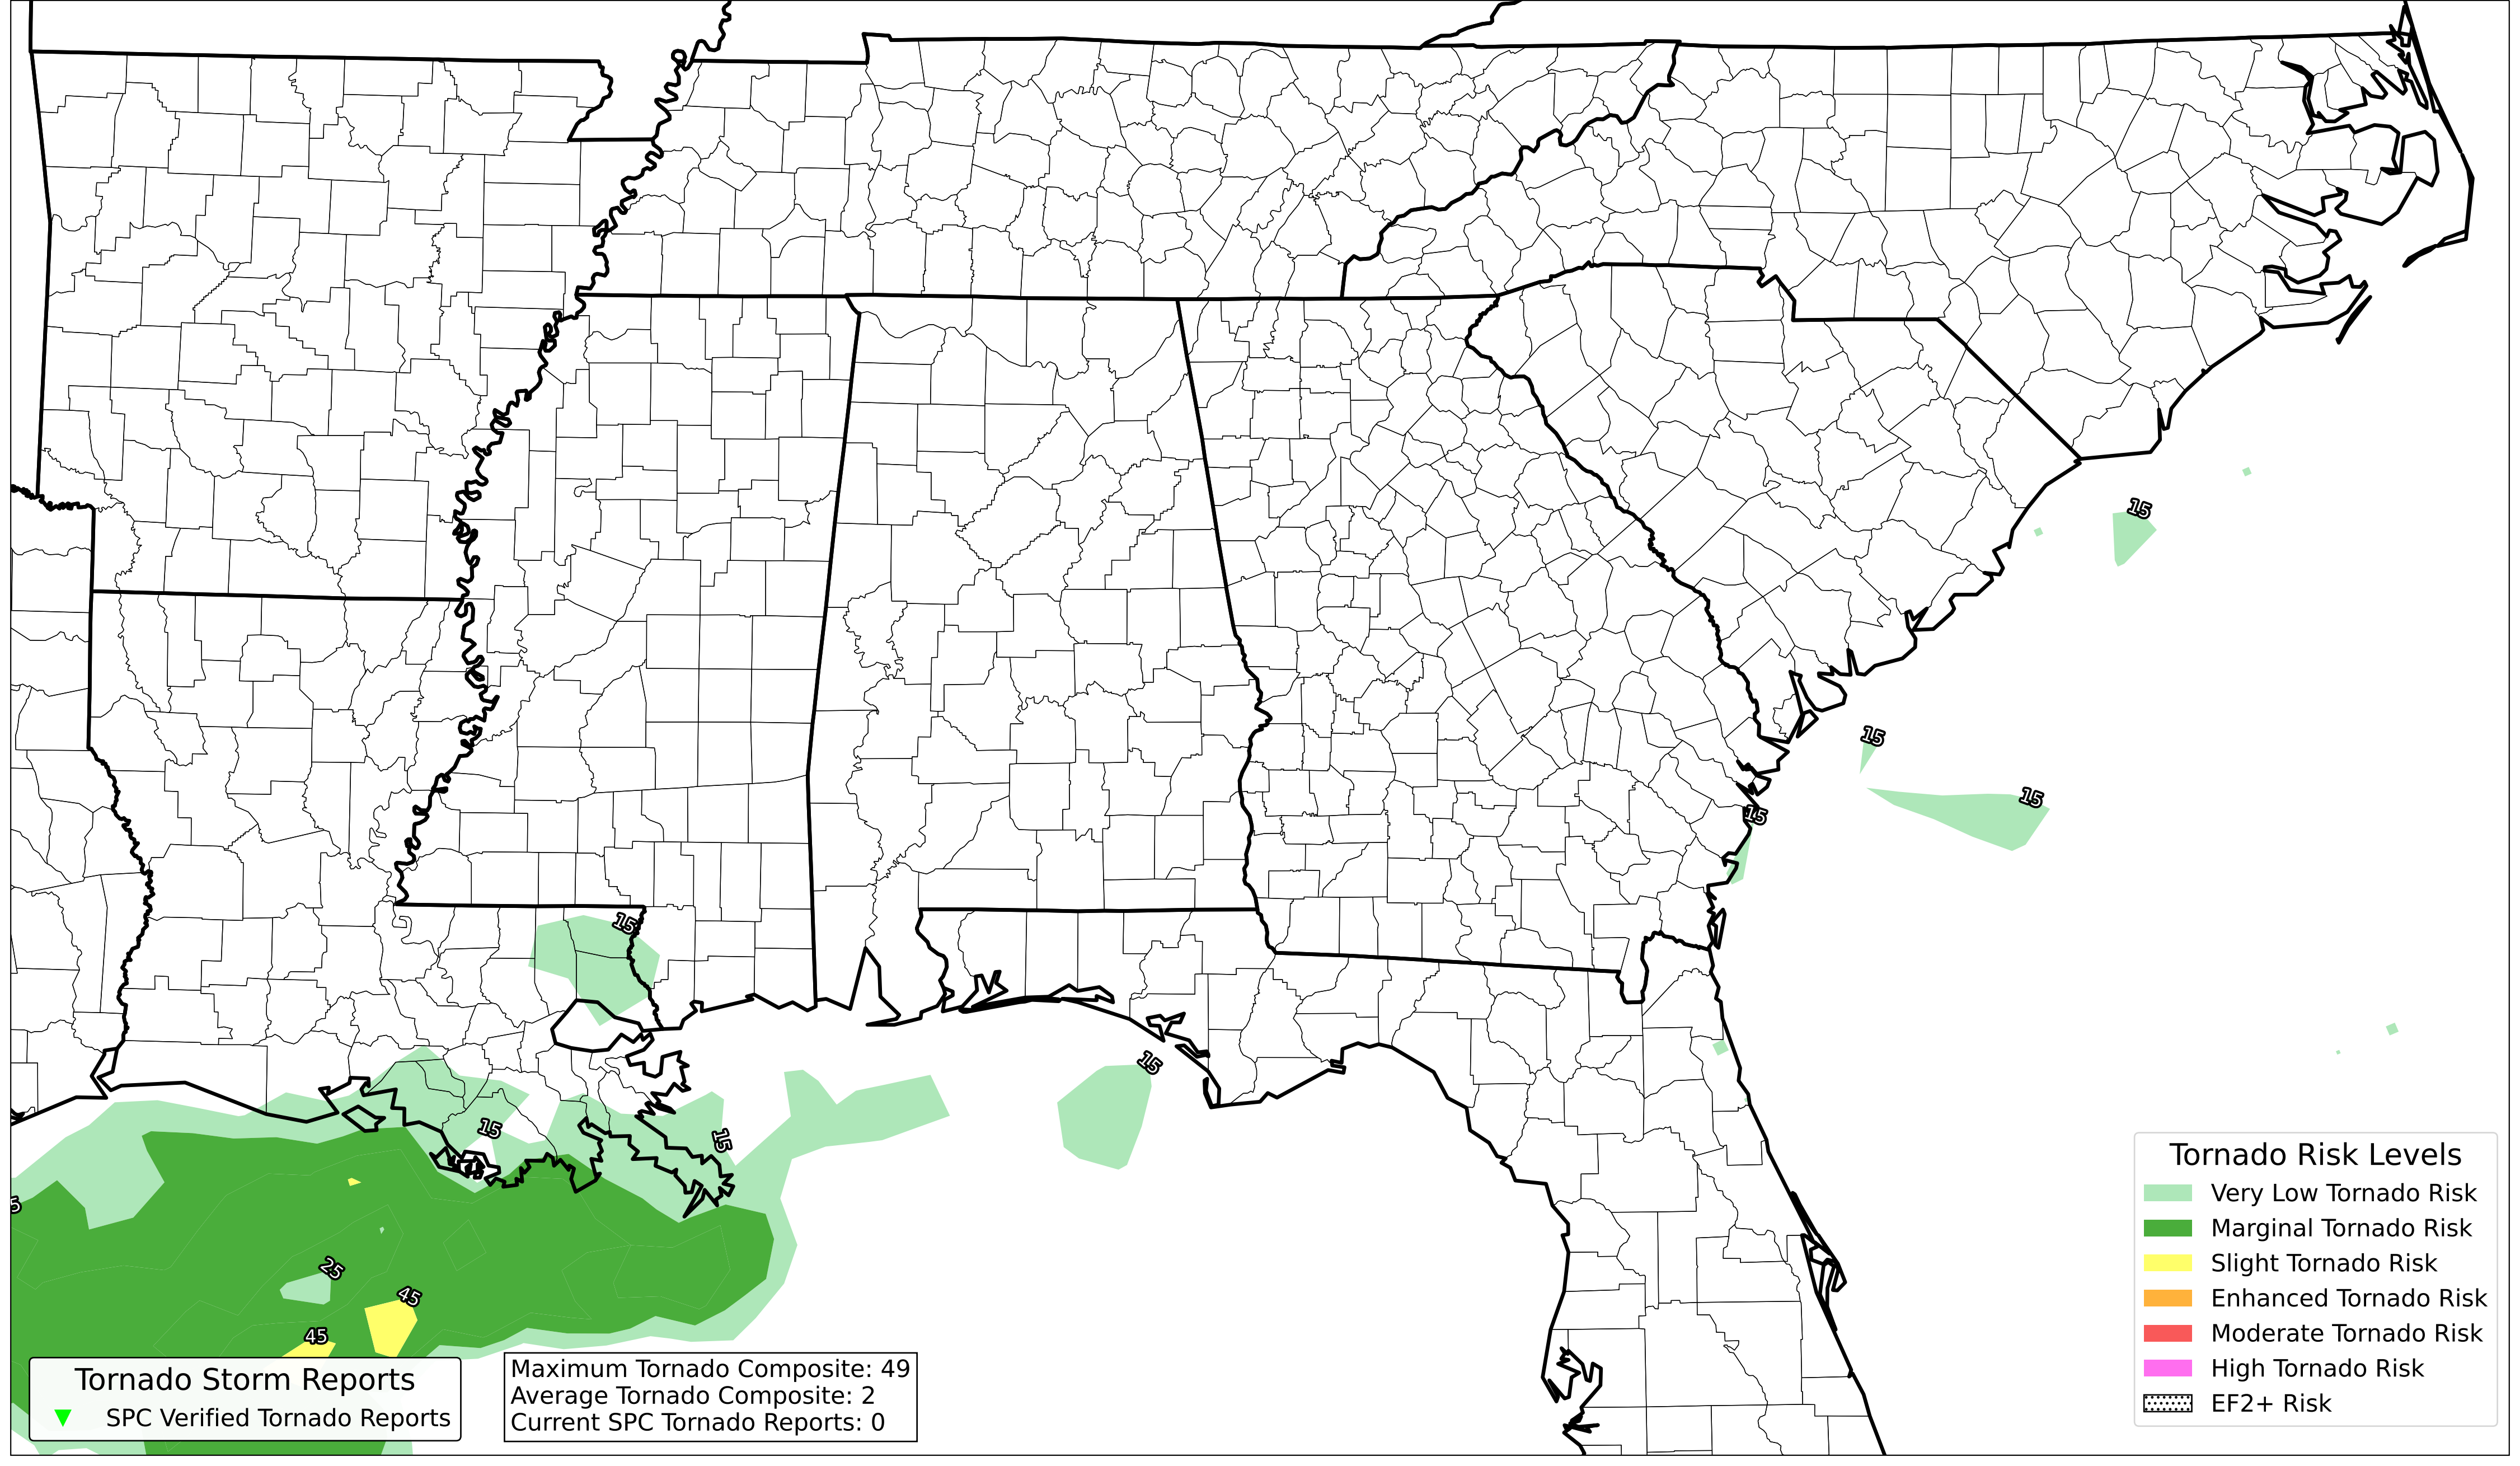 15
15
15
15
15
15
15
15
15
5
25
45
45
Tornado Risk Levels
Very Low Tornado Risk
Marginal Tornado Risk
Slight Tornado Risk
Enhanced Tornado Risk
Moderate Tornado Risk
High Tornado Risk
EF2+ Risk
Tornado Storm Reports
SPC Verified Tornado Reports
Maximum Tornado Composite: 49
Average Tornado Composite: 2
Current SPC Tornado Reports: 0